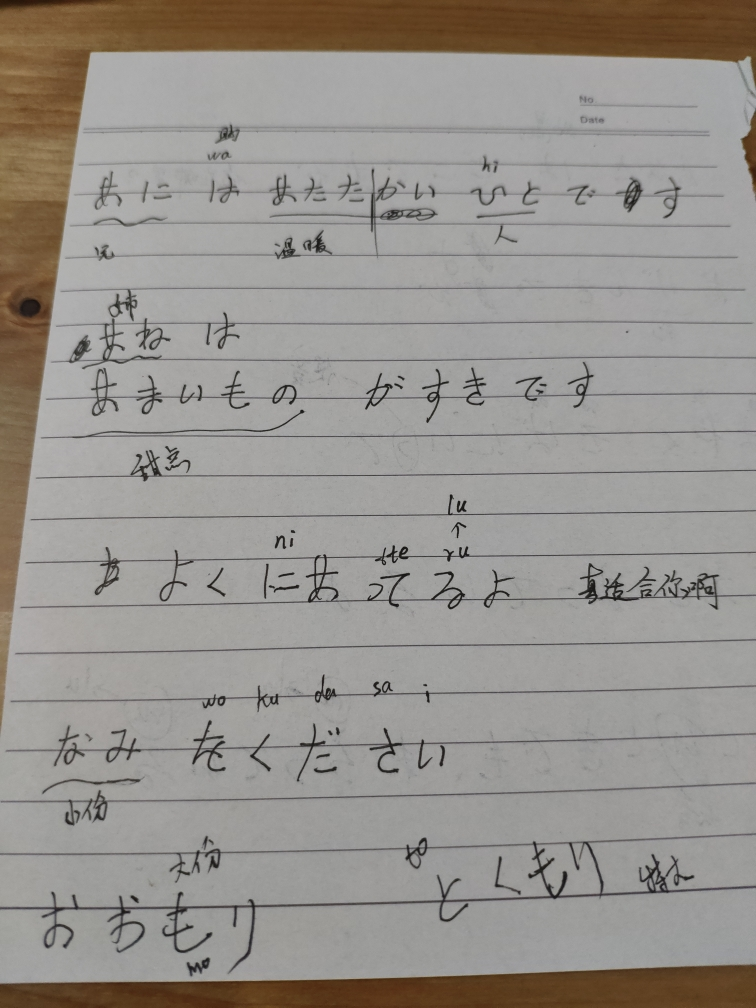 No
Date
助
wa
hi
あに は あたたかい ひと です
兄 温暖 人
姉
あねは
あまいもの がすきです
甜点
lu
↑
ni tte ru
よく にあってるよ 真适合你啊
wo ku da sa i
なみ をください
小份
大份
おおもり とくもり 特大
mo